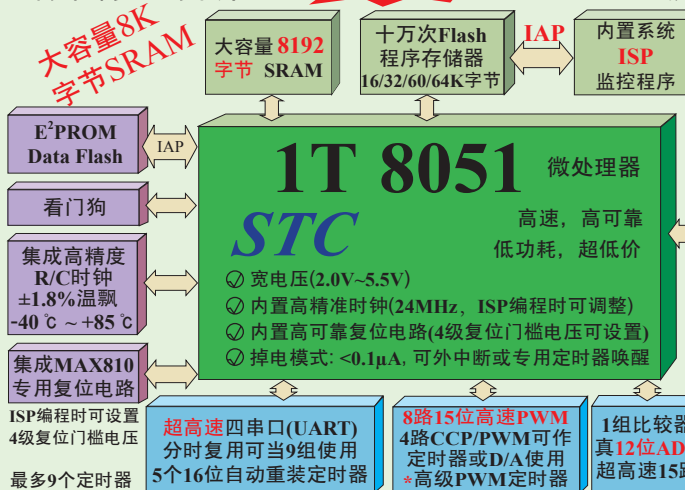 大容量8K
字节SRAM
大容量 8192
字节 SRAM
十万次Flash
程序存储器
16/32/60/64K字节
IAP
内置系统
ISP
监控程序
E²PROM
Data Flash
IAP
看门狗
集成高精度
R/C时钟
±1.8%温飘
-40℃~+85℃
集成MAX810
专用复位电路
ISP编程时可设置
4级复位门槛电压
最多9个定时器
1T 8051 微处理器
STC
高速，高可靠
低功耗，超低价
宽电压(2.0V~5.5V)
内置高精准时钟(24MHz，ISP编程时可调整)
内置高可靠复位电路(4级复位门槛电压可设置)
掉电模式: <0.1μA, 可外中断或专用定时器唤醒
超高速四串口(UART)
分时复用可当9组使用
5个16位自动重装定时器
8路15位高速PWM
4路CCP/PWM可作
定时器或D/A使用
*高级PWM定时器
1组比较器
真12位AD
超高速15路